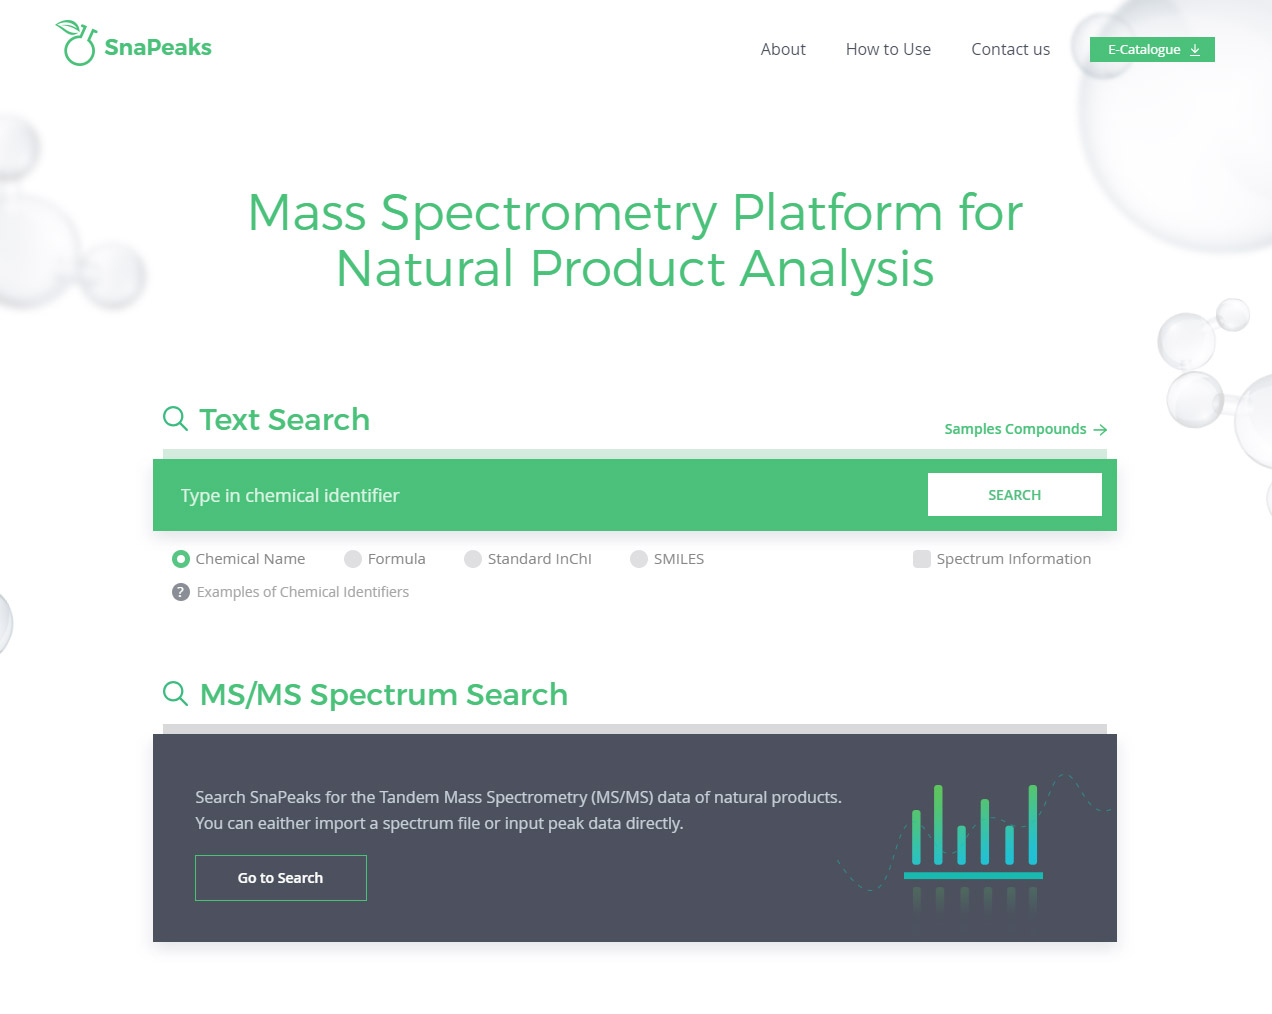 SnaPeaks
About
How to Use
Contact us
E-Catalogue
Mass Spectrometry Platform for
Natural Product Analysis
Text Search
Samples Compounds
Type in chemical identifier
SEARCH
Chemical Name
Formula
Standard InChI
SMILES
Spectrum Information
? Examples of Chemical Identifiers
MS/MS Spectrum Search
Search SnaPeaks for the Tandem Mass Spectrometry (MS/MS) data of natural products.
You can eaither import a spectrum file or input peak data directly.
Go to Search